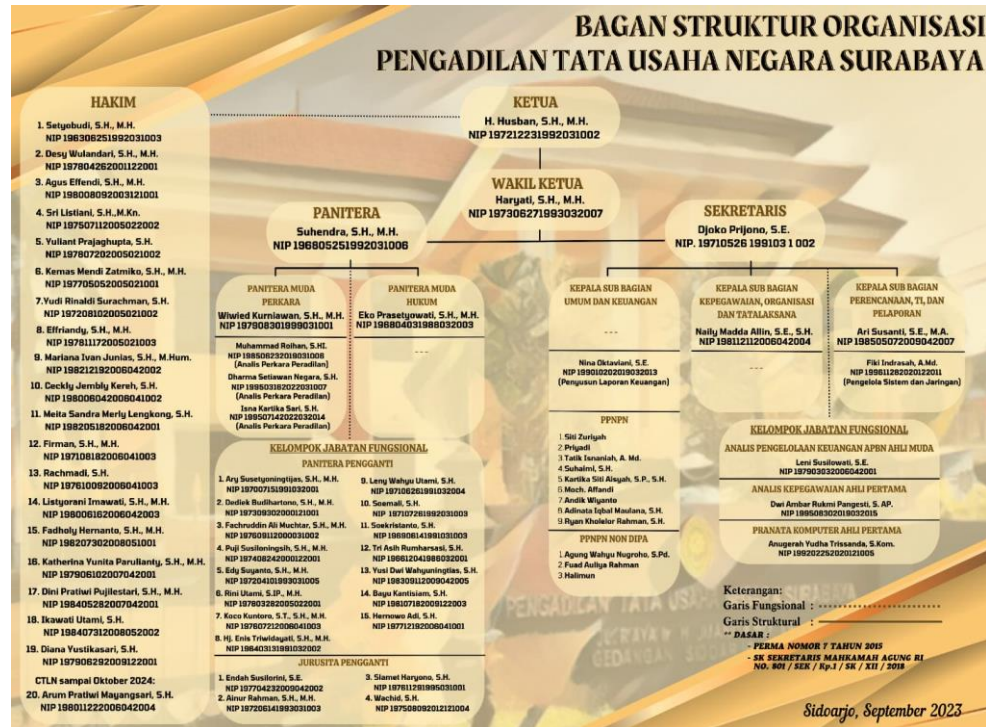 BAGAN STRUKTUR ORGANISASI
PENGADILAN TATA USAHA NEGARA SURABAYA
HAKIM
1. Setyobudi, S.H., M.H.
NIP 196306251992031003
2. Desy Wulandari, S.H., M.H.
NIP 197804262001122001
3. Agus Effendi, S.H., M.H.
NIP 198008092003121001
4. Sri Listiani, S.H.,M.Kn.
NIP 197507112005022002
5. Yuliant Prajaghupta, S.H.
NIP 197807202005021002
6. Kemas Mendi Zatmiko, S.H., M.H.
NIP 197705052005021001
7.Yudi Rinaldi Surachman, S.H.
NIP 197208102005021002
8. Effriandy, S.H., M.H.
NIP 197811172005021003
9. Mariana Ivan Junias, S.H., M.Hum.
NIP 198212192006042002
10. Ceckly Jembly Kereh, S.H.
NIP 198006042006041002
11. Meita Sandra Merly Lengkong, S.H.
NIP 198205182006042001
12. Firman, S.H., M.H.
NIP 197108182006041003
13. Rachmadi, S.H.
NIP 197610092006041003
14. Listyorani Imawati, S.H., M.H.
NIP 198006162006042003
15. Fadholy Hernanto, S.H., M.H.
NIP 198207302008051001
16. Katherina Yunita Parulianty, S.H., M.H.
NIP 197906102007042001
17. Dini Pratiwi Pujilestari, S.H., M.H.
NIP 198405282007042001
18. Ikawati Utami, S.H.
NIP 198407312008052002
19. Diana Yustikasari, S.H.
NIP 197906292009122001
CTLN sampai Oktober 2024:
20. Arum Pratiwi Mayangsari, S.H.
NIP 198011222006042004
KETUA
H. Husban, S.H., M.H.
NIP 197212231992031002
WAKIL KETUA
Haryati, S.H., M.H.
NIP 197306271993032007
PANITERA
Suhendra, S.H., M.H.
NIP 196805251992031006
SEKRETARIS
Djoko Prijono, S.E.
NIP. 19710526 199103 1 002
PANITERA MUDA
PERKARA
Wiwied Kurniawan, S.H., M.H.
NIP 197908301999031001
Muhammad Roihan, S.HI.
NIP 198506232019031006
(Analis Perkara Peradilan)
Dharma Setiawan Negara, S.H.
NIP 199503182022031007
(Analis Perkara Peradilan)
Isna Kartika Sari, S.H.
NIP 199507142022032014
(Analis Perkara Peradilan)
PANITERA MUDA
HUKUM
Eko Prasetyowati, S.H., M.H.
NIP 196804031988032003
---
KELOMPOK JABATAN FUNGSIONAL
PANITERA PENGGANTI
1. Ary Susetyoningtijas, S.H., M.H.
NIP 197007151991032001
2. Dedisk Budihartono, S.H., M.H.
NIP 197309302000121001
3. Fachruddin Ali Muchtar, S.H., M.H.
NIP 197609112000031002
4. Puji Susiloningsih, S.H., M.H.
NIP 197408242000122001
5. Edy Suyanto, S.H., M.H.
NIP 197204101993031005
6. Rini Utami, S.IP., M.H.
NIP 197803282005022001
7. Koco Kuntoro, S.T., S.H., M.H.
NIP 197607212006041003
8. Hj. Enis Triwidayati, S.H., M.H.
NIP 196403131991032002
9. Leny Wahyu Utami, S.H.
NIP 197106261991032004
10. Soemali, S.H.
NIP 197107261992031003
11. Soekristanto, S.H.
NIP 196906141991031003
12. Tri Asih Rumharsasi, S.H.
NIP 196612041986032001
13. Yusi Dwi Wahyuningtias, S.H.
NIP 198309112009042005
14. Bayu Kantisiam, S.H.
NIP 198107182009122003
15. Hernowo Adi, S.H.
NIP 197712192006041001
JURUSITA PENGGANTI
1. Endah Susilorini, S.E.
NIP 197704232009042002
2. Ainur Rahman, S.H., M.H.
NIP 197206141993031003
3. Slamet Haryono, S.H.
NIP 197611291995031001
4. Wachid, S.H.
NIP 197508092012121004
KEPALA SUB BAGIAN
UMUM DAN KEUANGAN
---
Nina Oktaviani, S.E.
NIP 199010202019032013
(Penyusun Laporan Keuangan)
PPNPN
1. Siti Zuriyah
2. Priyadi
3. Tatik Isnaniah, A. Md.
4. Suhaimi, S.H.
5. Kartika Siti Aisyah, S.P., S.H.
6. Moch. Affandi
7. Andik Wiyanto
8. Adinata Iqbal Maulana, S.H.
9. Ryan Kholelor Rahman, S.H.
PPNPN NON DIPA
1. Agung Wahyu Nugroho, S.Pd.
2. Fuad Auliya Rahman
3. Halimun
KEPALA SUB BAGIAN
KEPEGAWAIAN, ORGANISASI
DAN TATALAKSANA
Naily Madda Allin, S.E., S.H.
NIP 198112112006042004
KEPALA SUB BAGIAN
PERENCANAAN, TI, DAN
PELAPORAN
Ari Susanti, S.E., M.A.
NIP 198505072009042007
Fiki Indrasah, A.Md.
NIP 199611282020122011
(Pengelola Sistem dan Jaringan)
KELOMPOK JABATAN FUNGSIONAL
ANALIS PENGELOLAAN KEUANGAN APBN AHLI MUDA
Leni Susilowati, S.E.
NIP 197903032006042001
ANALIS KEPEGAWAIAN AHLI PERTAMA
Dwi Ambar Rukmi Pangesti, S. AP.
NIP 199508302019032015
PRANATA KOMPUTER AHLI PERTAMA
Anugerah Yudha Trissanda, S.Kom.
NIP 199202252020121005
Keterangan:
Garis Fungsional :
Garis Struktural :
** DASAR :
- PERMA NOMOR 7 TAHUN 2015
- SK SEKRETARIS MAHKAMAH AGUNG RI
NO. 801 / SEK / Kp.1 / SK / XII / 2018
Sidoarjo, September 2023